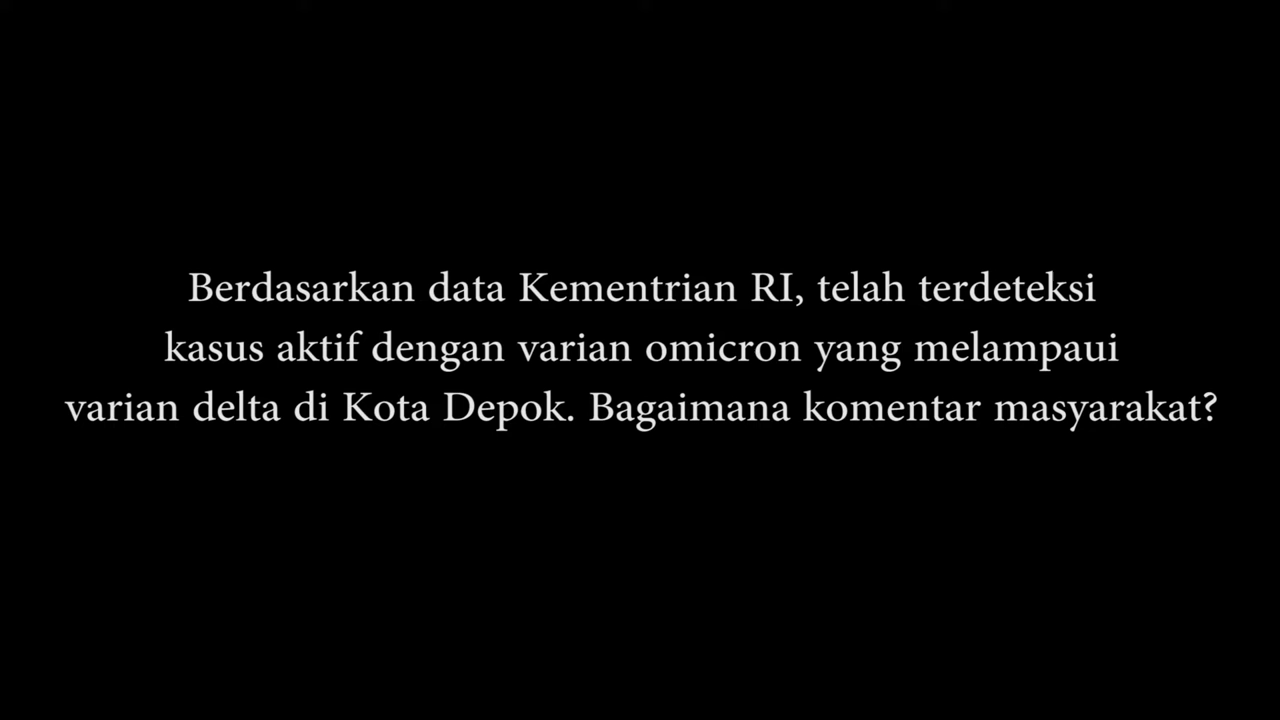 Berdasarkan data Kementrian RI, telah terdeteksi
kasus aktif dengan varian omicron yang melampaui
varian delta di Kota Depok. Bagaimana komentar masyarakat?